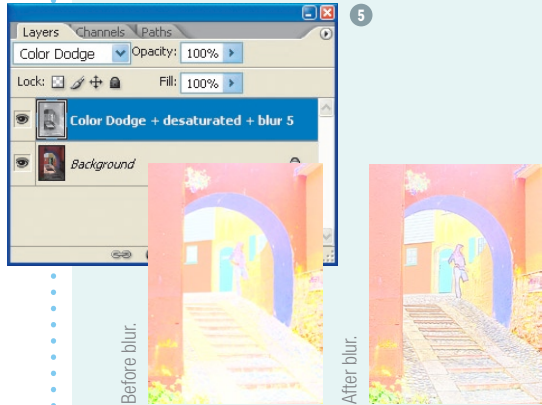 Layers Channels Paths
Color Dodge Opacity: 100%
Lock: Fill: 100%
Color Dodge + desaturated + blur 5
Background
5
Before blur.
After blur.